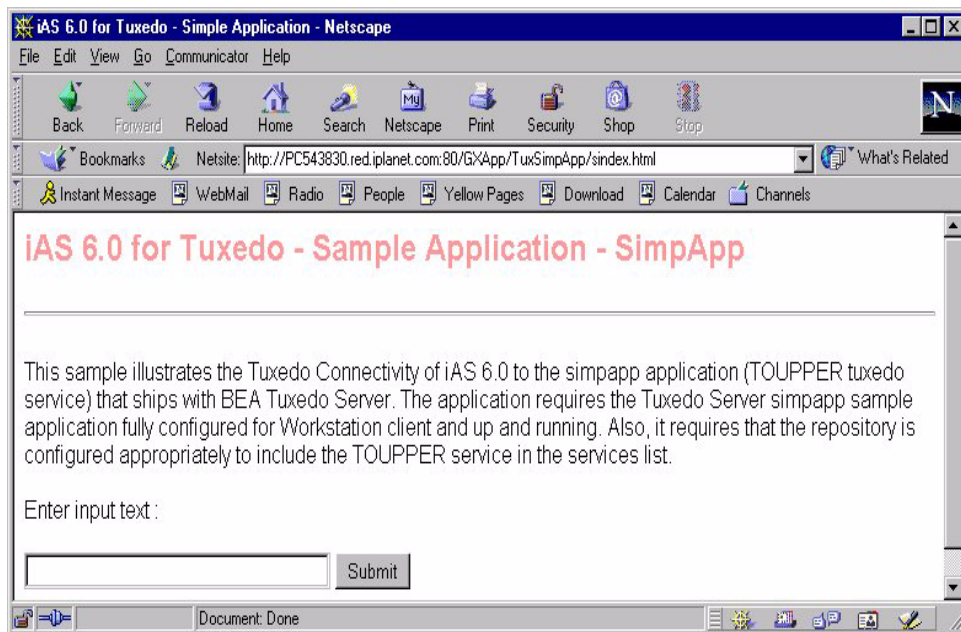 iAS 6.0 for Tuxedo - Simple Application - Netscape
File Edit View Go Communicator Help
Back Forward Reload Home Search Netscape Print Security Shop Stop
My
N
Bookmarks Netsite: http://PC543830.red.iplanet.com:80/GXApp/TuxSimpApp/sindex.html What's Related
Instant Message WebMail Radio People Yellow Pages Download Calendar Channels
iAS 6.0 for Tuxedo - Sample Application - SimpApp
This sample illustrates the Tuxedo Connectivity of iAS 6.0 to the simpapp application (TOUPPER tuxedo
service) that ships with BEA Tuxedo Server. The application requires the Tuxedo Server simpapp sample
application fully configured for Workstation client and up and running. Also, it requires that the repository is
configured appropriately to include the TOUPPER service in the services list.
Enter input text :
Submit
Document: Done